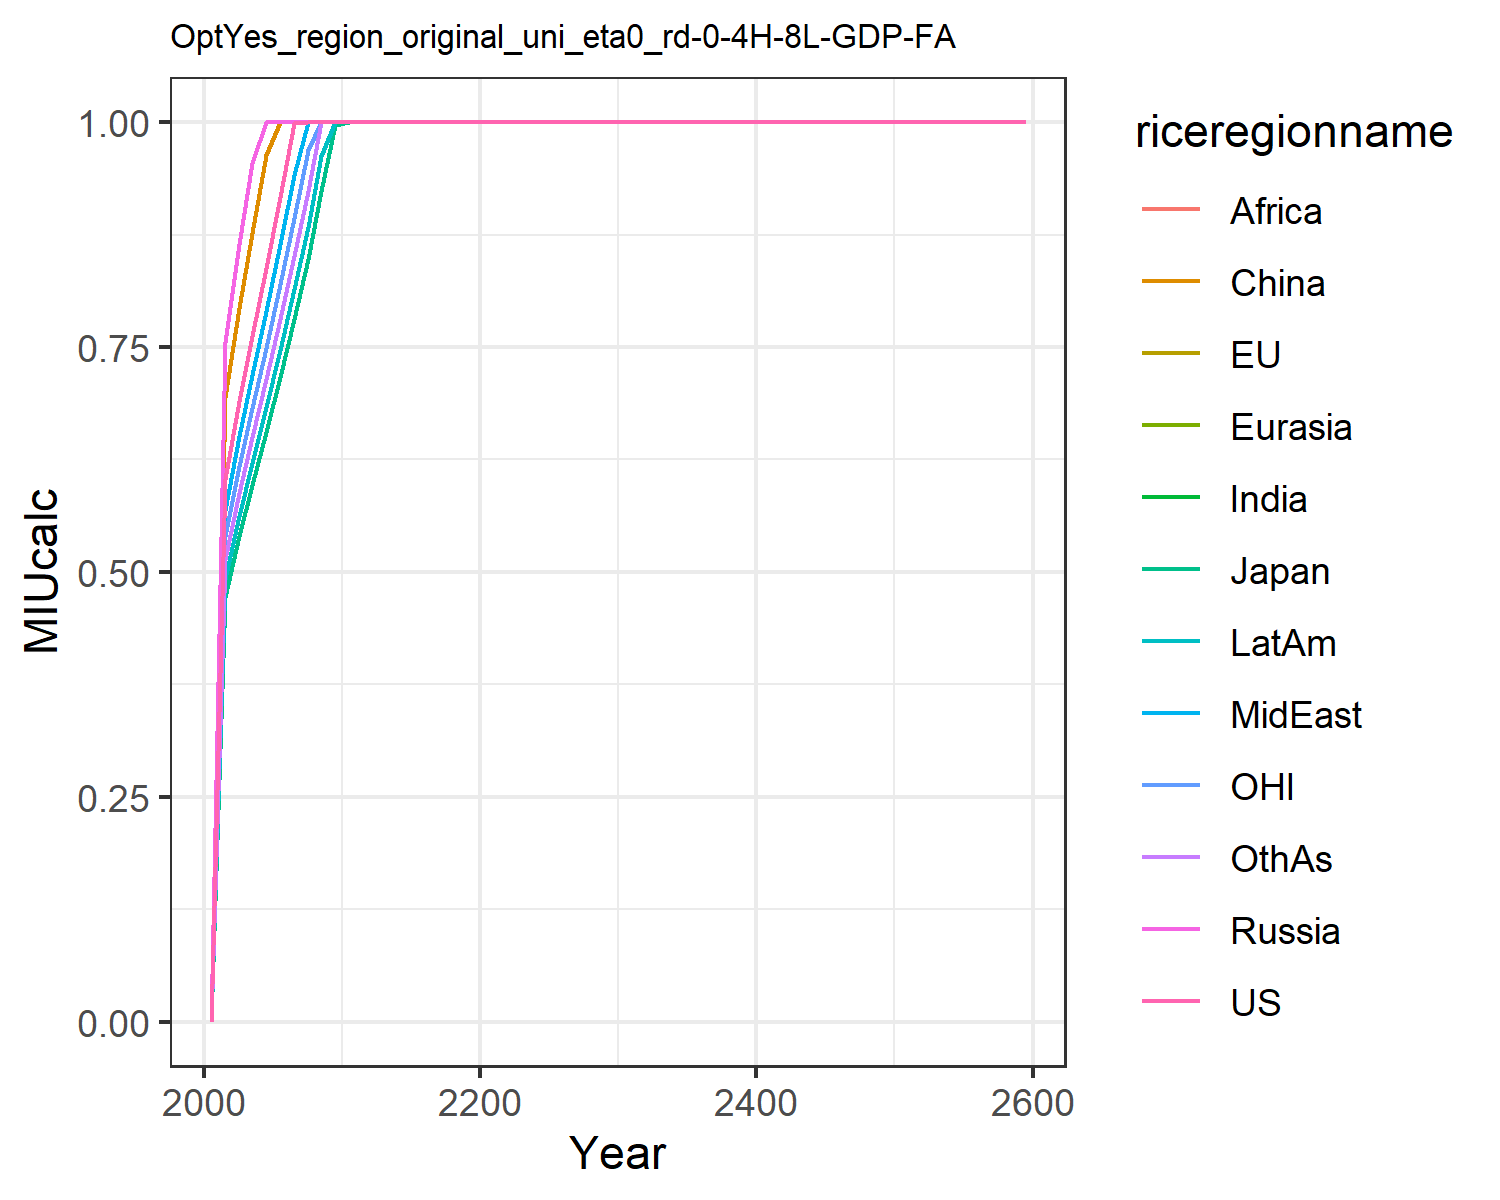 OptYes_region_original_uni_eta0_rd-0-4H-8L-GDP-FA
1.00
0.75
0.50
0.25
0.00
MIUcalc
2000
2200
2400
2600
Year
riceregionname
Africa
China
EU
Eurasia
India
Japan
LatAm
MidEast
OHI
OthAs
Russia
US